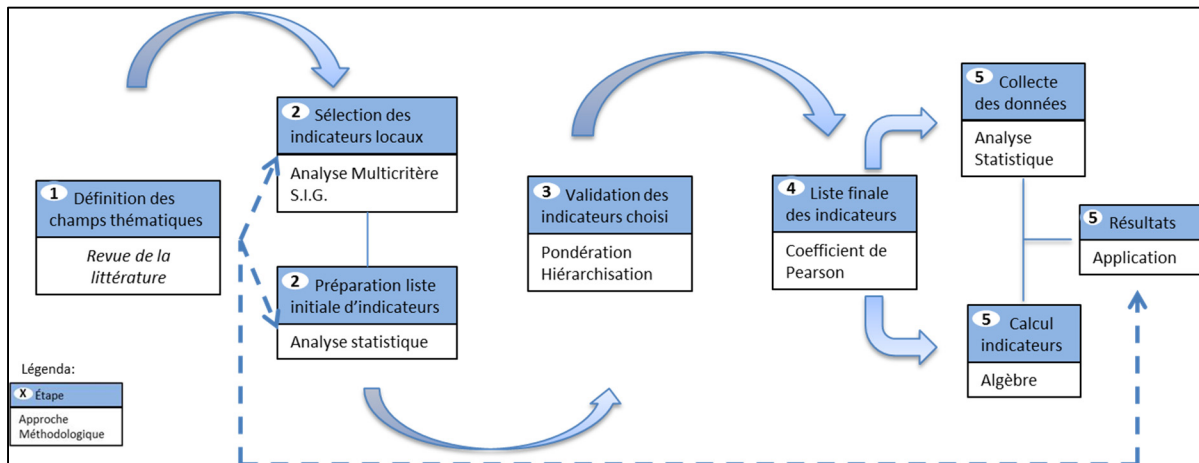 1 Définition des
champs thématiques
Revue de la
littérature
2 Sélection des
indicateurs locaux
Analyse Multicritère
S.I.G.
2 Préparation liste
initiale d'indicateurs
Analyse statistique
3 Validation des
indicateurs choisi
Pondération
Hiérarchisation
4 Liste finale
des indicateurs
Coefficient de
Pearson
5 Collecte
des données
Analyse
Statistique
5 Résultats
Application
5 Calcul
indicateurs
Algèbre
Légenda:
X Étape
Approche
Méthodologique